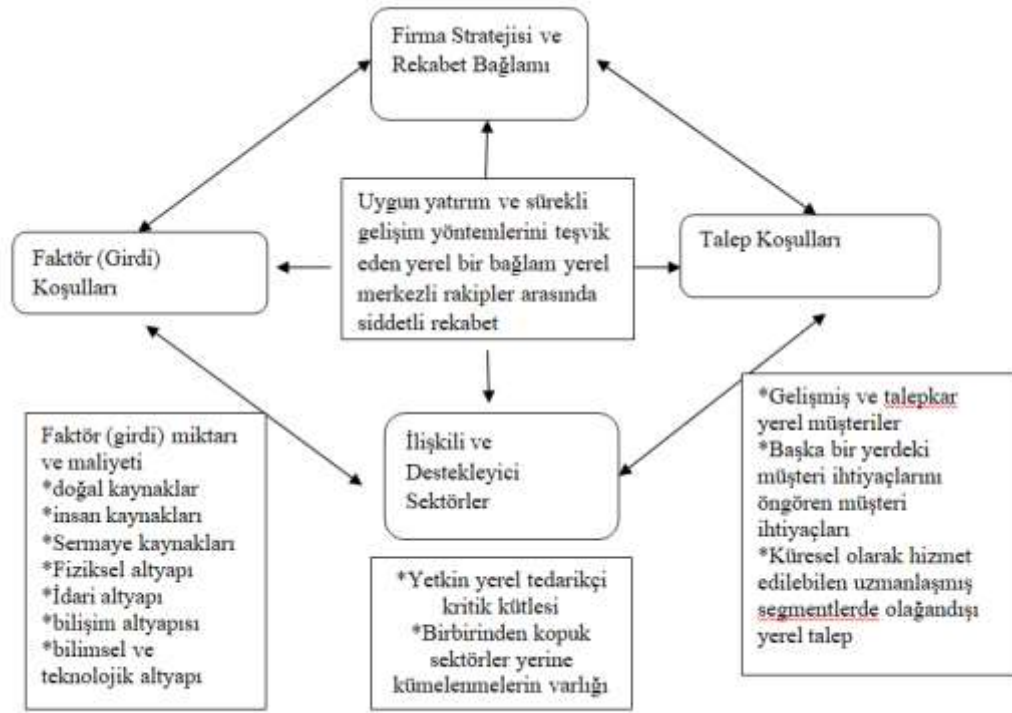 Firma Stratejisi ve
Rekabet Bağlamı
Uygun yatırım ve sürekli
gelişim yöntemlerini teşvik
eden yerel bir bağlam yerel
merkezli rakipler arasında
siddetli rekabet
Faktör (Girdi)
Koşulları
Talep Koşulları
İlişkili ve
Destekleyici
Sektörler
Faktör (girdi) miktarı
ve maliyeti
*doğal kaynaklar
*insan kaynakları
*Sermaye kaynakları
*Fiziksel altyapı
*İdari altyapı
*bilişim altyapısı
*bilimsel ve
teknolojik altyapı
*Yetkin yerel tedarikçi
kritik kütlesi
*Birbirinden kopuk
sektörler yerine
kümelenmelerin varlığı
*Gelişmiş ve talepkar
yerel müşteriler
*Başka bir yerdeki
müşteri ihtiyaçlarını
öngören müşteri
ihtiyaçları
*Küresel olarak hizmet
edilebilen uzmanlaşmış
segmentlerde olağandışı
yerel talep